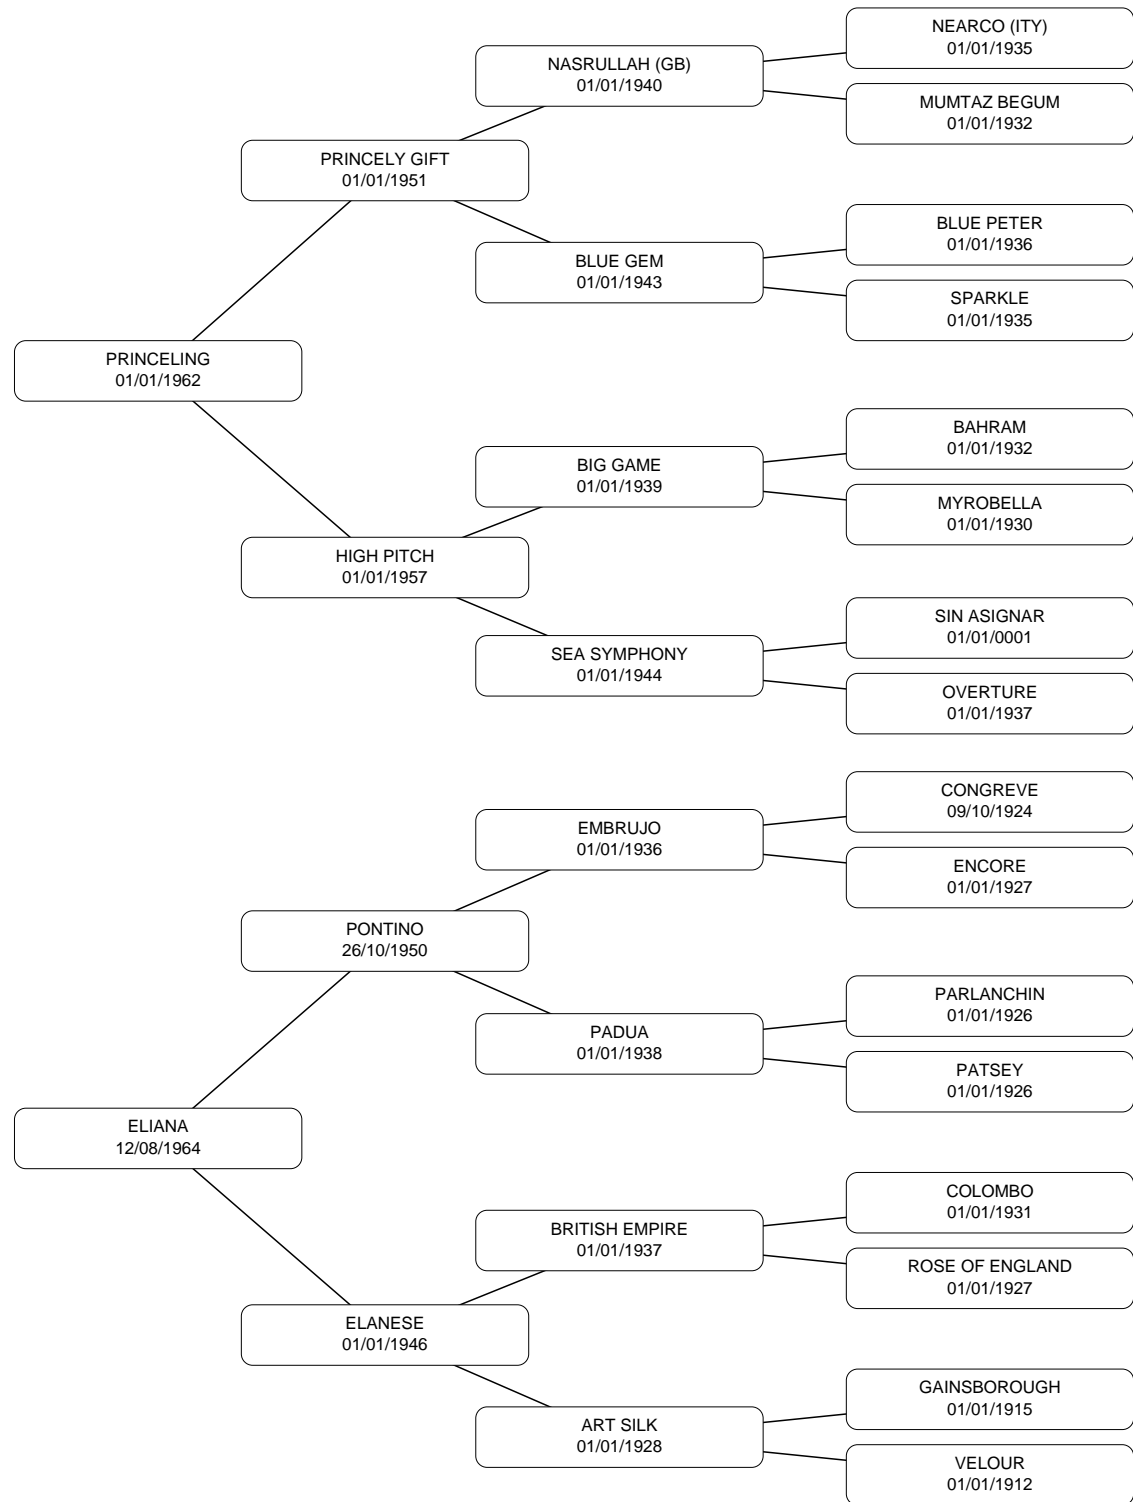 NEARCO (ITY)
01/01/1935
NASRULLAH (GB)
01/01/1940
MUMTAZ BEGUM
01/01/1932
PRINCELY GIFT
01/01/1951
BLUE PETER
01/01/1936
BLUE GEM
01/01/1943
SPARKLE
01/01/1935
PRINCELING
01/01/1962
BAHRAM
01/01/1932
BIG GAME
01/01/1939
MYROBELLA
01/01/1930
HIGH PITCH
01/01/1957
SIN ASIGNAR
01/01/0001
SEA SYMPHONY
01/01/1944
OVERTURE
01/01/1937
CONGREVE
09/10/1924
EMBRUJO
01/01/1936
ENCORE
01/01/1927
PONTINO
26/10/1950
PARLANCHIN
01/01/1926
PADUA
01/01/1938
PATSEY
01/01/1926
ELIANA
12/08/1964
COLOMBO
01/01/1931
BRITISH EMPIRE
01/01/1937
ROSE OF ENGLAND
01/01/1927
ELANESE
01/01/1946
GAINSBOROUGH
01/01/1915
ART SILK
01/01/1928
VELOUR
01/01/1912